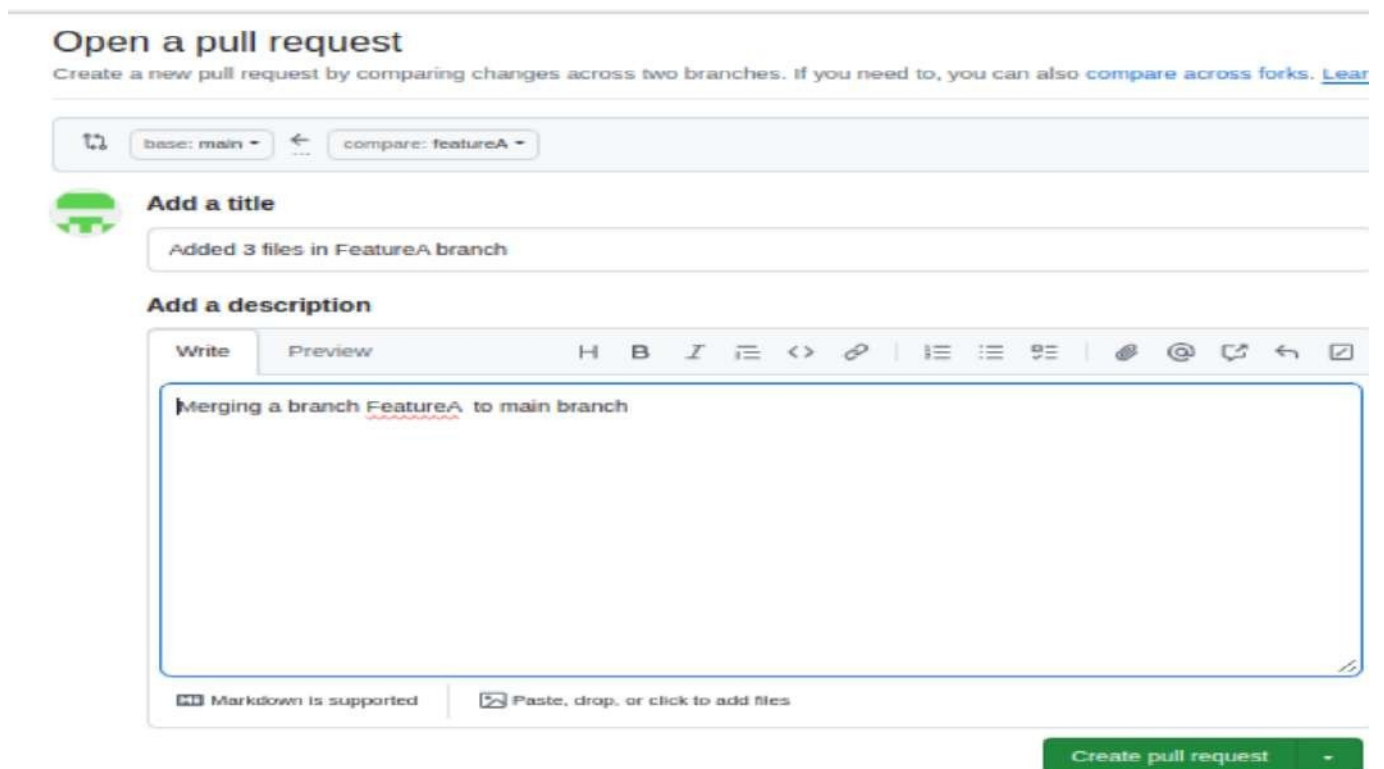 Open a pull request
Create a new pull request by comparing changes across two branches. If you need to, you can also compare across forks. Lear
base: main
compare: featureA
Add a title
Added 3 files in FeatureA branch
Add a description
Write Preview H B I <> @
Merging a branch FeatureA to main branch
Markdown is supported Paste, drop, or click to add files
Create pull request